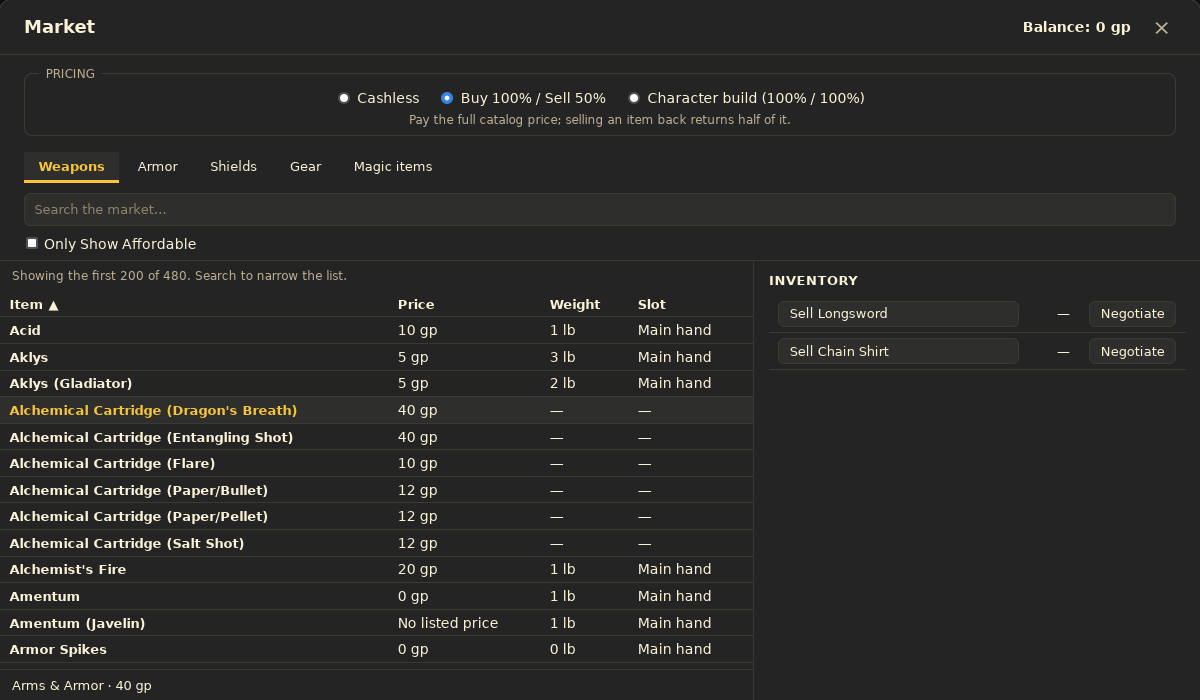 Market
Balance: 0 gp ×
PRICING
Cashless Buy 100% / Sell 50% Character build (100% / 100%)
Pay the full catalog price; selling an item back returns half of it.
Weapons Armor Shields Gear Magic items
Search the market…
Only Show Affordable
Showing the first 200 of 480. Search to narrow the list.
Item ▲ Price Weight Slot
Acid 10 gp 1 lb Main hand
Aklys 5 gp 3 lb Main hand
Aklys (Gladiator) 5 gp 2 lb Main hand
Alchemical Cartridge (Dragon's Breath) 40 gp — —
Alchemical Cartridge (Entangling Shot) 40 gp — —
Alchemical Cartridge (Flare) 10 gp — —
Alchemical Cartridge (Paper/Bullet) 12 gp — —
Alchemical Cartridge (Paper/Pellet) 12 gp — —
Alchemical Cartridge (Salt Shot) 12 gp — —
Alchemist's Fire 20 gp 1 lb Main hand
Amentum 0 gp 1 lb Main hand
Amentum (Javelin) No listed price 1 lb Main hand
Armor Spikes 0 gp 0 lb Main hand
Arms & Armor · 40 gp
INVENTORY
Sell Longsword — Negotiate
Sell Chain Shirt — Negotiate